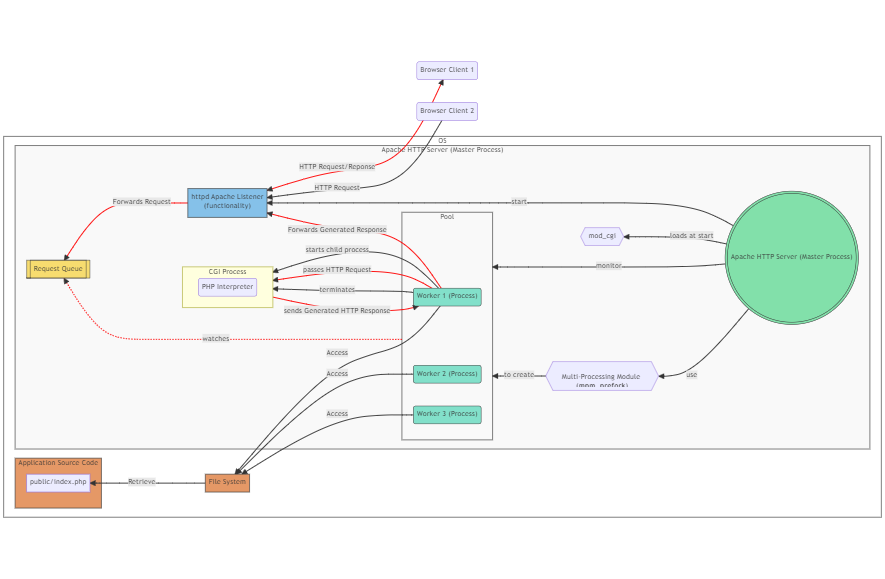 Browser Client 1
Browser Client 2
OS
Apache HTTP Server (Master Process)
HTTP Request/Reponse
HTTP Request
httpd Apache Listener
(Functionality)
Forwards Request
start
Pool
Forwards Generated Response
mod_cgi
loads at start
starts child process
Apache HTTP Server (Master Process)
monitor
Request Queue
CGI Process
passes HTTP Request
PHP Interpreter
terminates
Worker 1 (Process)
sends Generated HTTP Response
watches
Access
Access
Worker 2 (Process)
to create
Multi-Processing Module
(mpm_prefork)
use
Access
Worker 3 (Process)
Application Source Code
public/index.php
Retrieve
File System